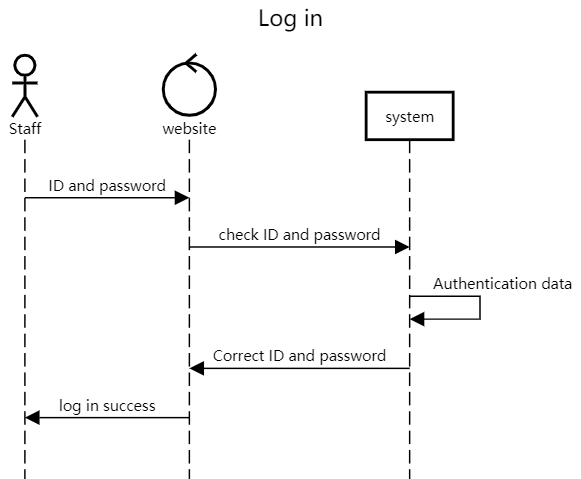 Log in
Staff
website
system
ID and password
check ID and password
Authentication data
Correct ID and password
log in success